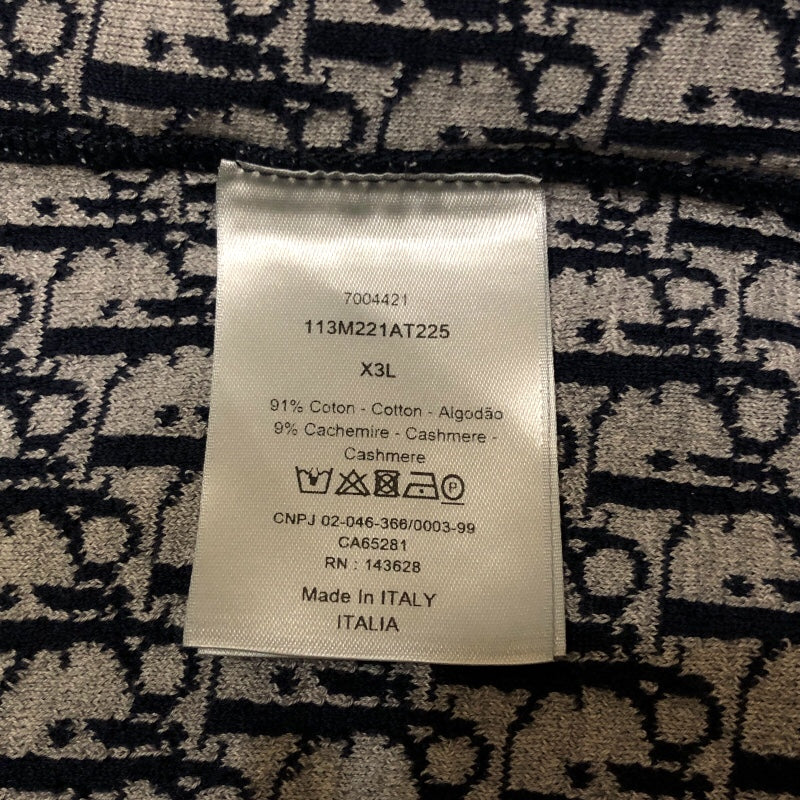 7004421
113M221AT225
X3L
91% Coton - Cotton - Algodão
9% Cachemire - Cashmere -
Cashmere
P
CNPJ 02-046-366/0003-99
CA65281
RN : 143628
Made In ITALY
ITALIA